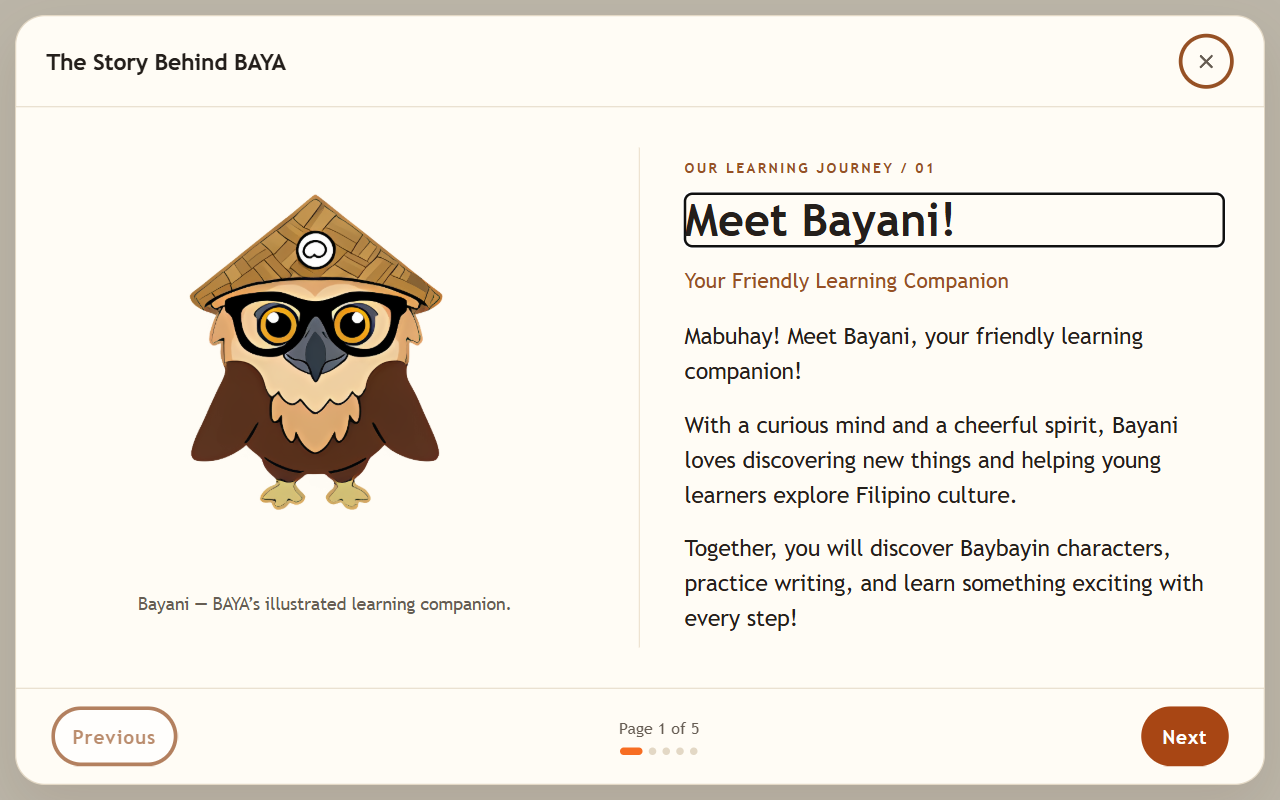 The Story Behind BAYA
OUR LEARNING JOURNEY / 01
Meet Bayani!
Your Friendly Learning Companion
Mabuhay! Meet Bayani, your friendly learning
companion!
With a curious mind and a cheerful spirit, Bayani
loves discovering new things and helping young
learners explore Filipino culture.
Together, you will discover Baybayin characters,
practice writing, and learn something exciting with
every step!
Bayani — BAYA’s illustrated learning companion.
Previous
Page 1 of 5
Next